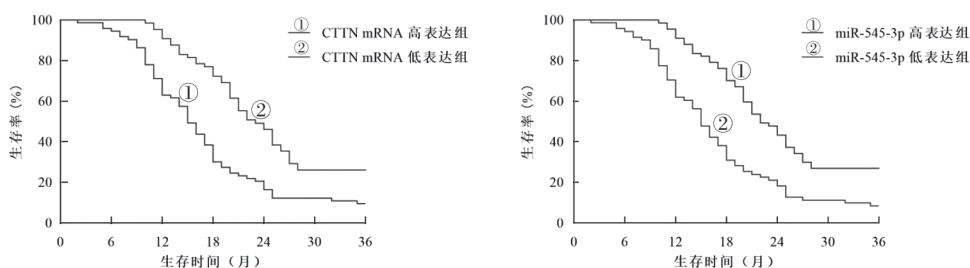 100
80
60
40
20
0
生存率(%)
0 6 12 18 24 30 36
生存时间（月）
① CTTN mRNA 高表达组
② CTTN mRNA 低表达组
①
②
100
80
60
40
20
0
生存率(%)
0 6 12 18 24 30 36
生存时间（月）
① miR-545-3p 高表达组
② miR-545-3p 低表达组
①
②